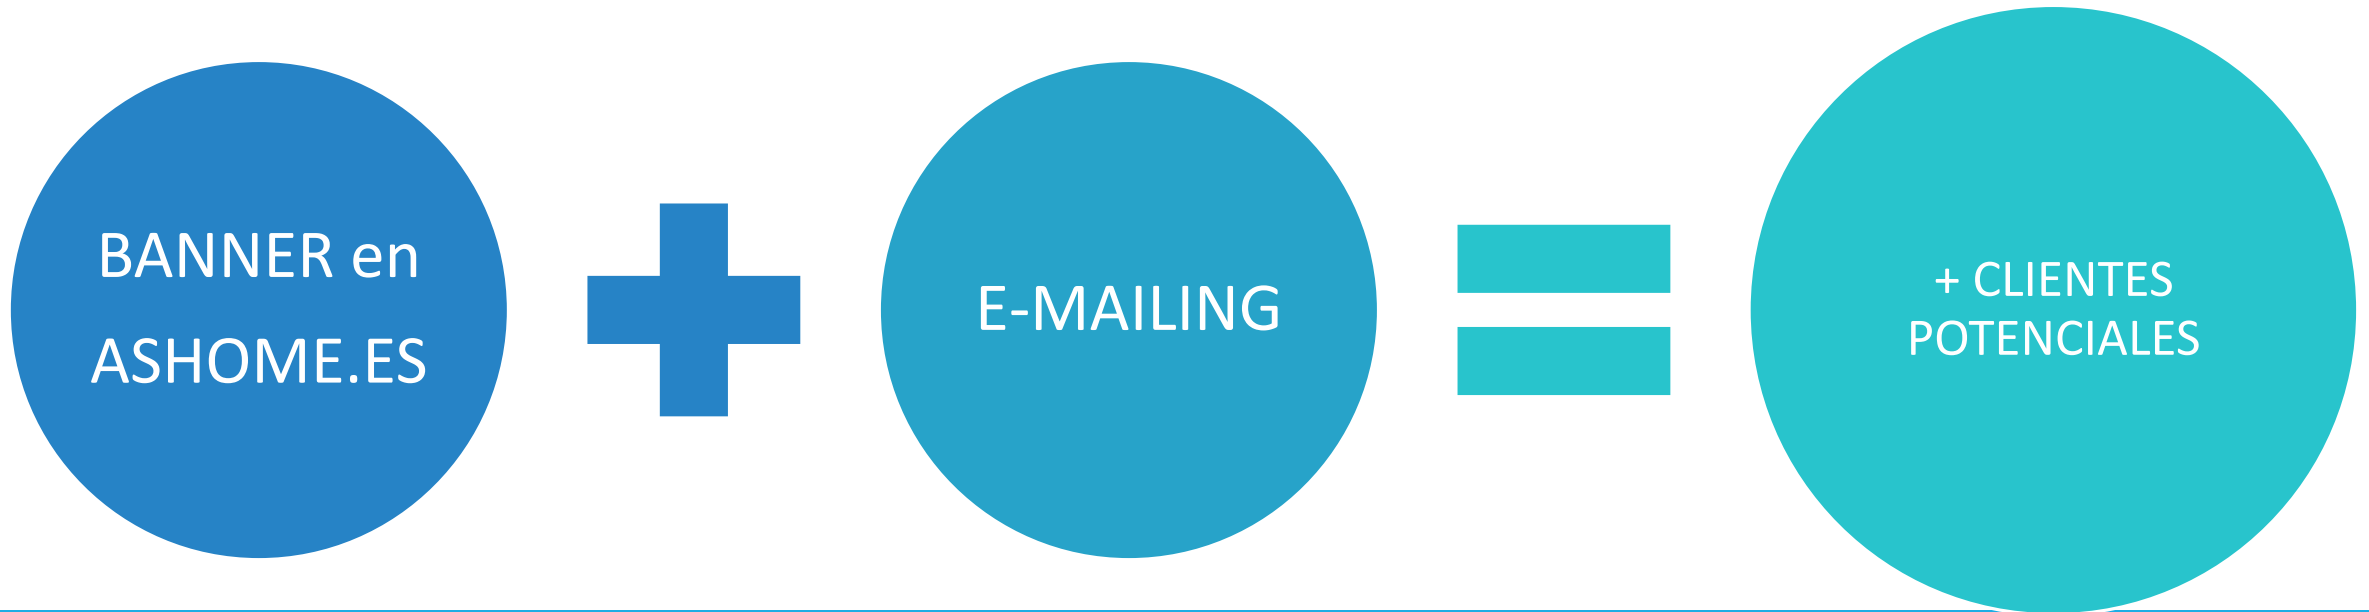 BANNER en
ASHOME.ES
E-MAILING
+ CLIENTES
POTENCIALES